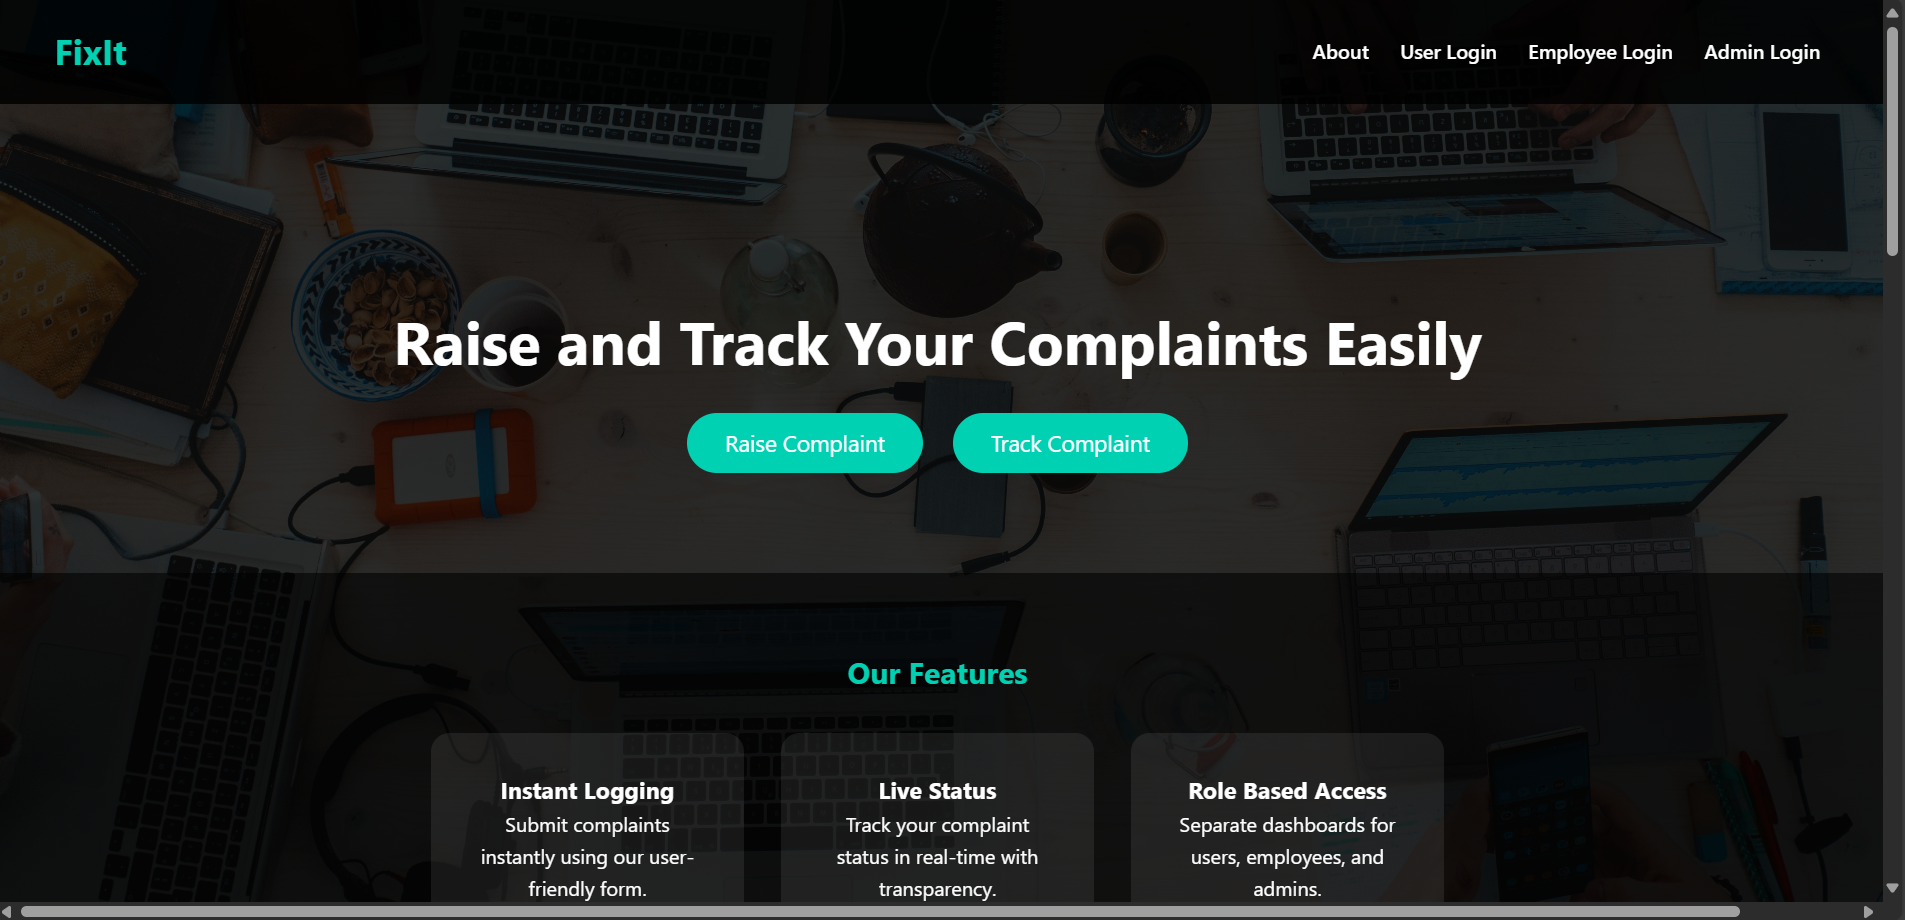 FixIt
About User Login Employee Login Admin Login
Raise and Track Your Complaints Easily
Raise Complaint Track Complaint
Our Features
Instant Logging
Submit complaints
instantly using our user-
friendly form.
Live Status
Track your complaint
status in real-time with
transparency.
Role Based Access
Separate dashboards for
users, employees, and
admins.